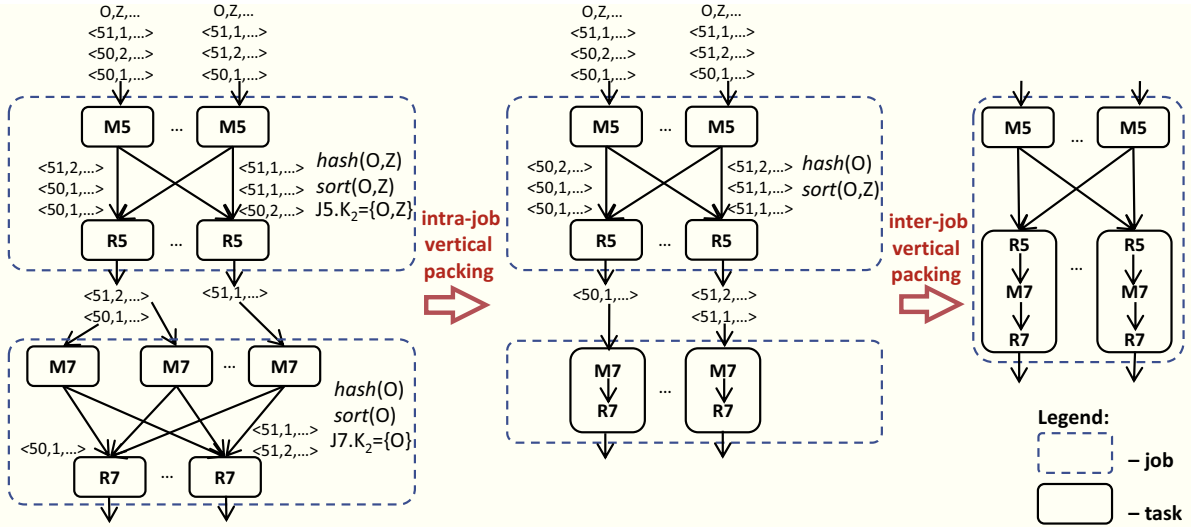 O,Z,...
<51,1,...>
<50,2,...>
<50,1,...>
O,Z,...
<51,1,...>
<51,2,...>
<50,1,...>
M5
...
M5
<51,2,...>
<50,1,...>
<50,1,...>
<51,1,...>
<51,1,...>
<50,2,...>
hash(O,Z)
sort(O,Z)
J5.K₂={O,Z}
R5
...
R5
<51,2,...>
<50,1,...>
<51,1,...>
M7
M7
...
M7
hash(O)
sort(O)
J7.K₂={O}
<50,1,...>
<51,1,...>
<51,2,...>
R7
...
R7
intra-job
vertical
packing
O,Z,...
<51,1,...>
<50,2,...>
<50,1,...>
O,Z,...
<51,1,...>
<51,2,...>
<50,1,...>
M5
...
M5
<50,2,...>
<50,1,...>
<50,1,...>
<51,2,...>
<51,1,...>
<51,1,...>
hash(O)
sort(O,Z)
R5
...
R5
<50,1,...>
<51,2,...>
<51,1,...>
M7
R7
...
M7
R7
inter-job
vertical
packing
M5
...
M5
R5
M7
R7
...
R5
M7
R7
Legend:
– job
– task